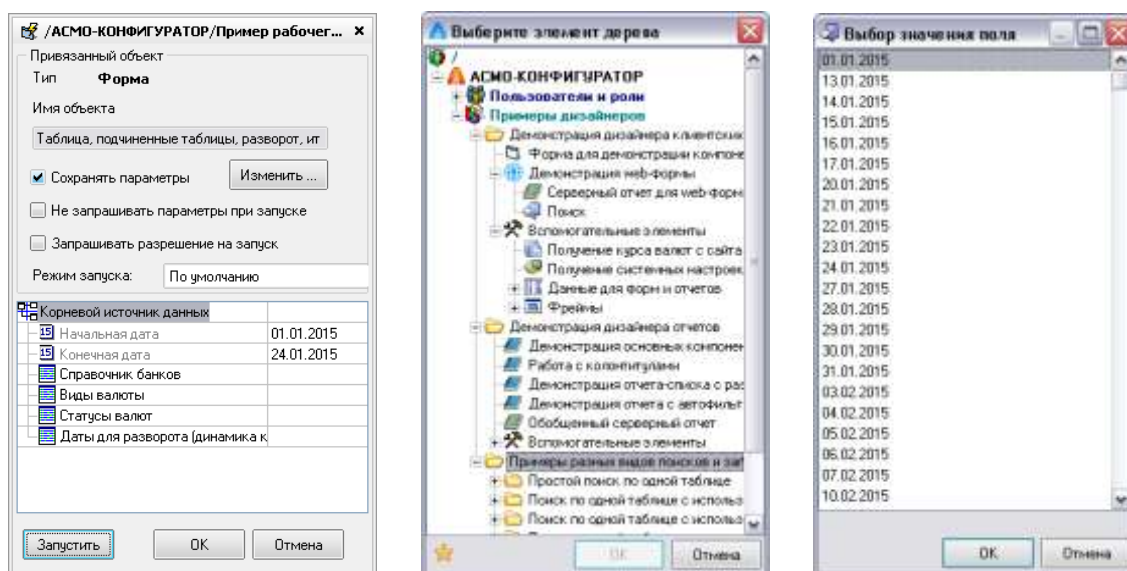 /АСМО-КОНФИГУРАТОР/Пример рабочег...
Привязанный объект
Тип Форма
Имя объекта
Таблица, подчиненные таблицы, разворот, ит
Сохранять параметры
Изменить ...
Не запрашивать параметры при запуске
Запрашивать разрешение на запуск
Режим запуска: По умолчанию
Корневой источник данных
Начальная дата 01.01.2015
Конечная дата 24.01.2015
Справочник банков
Виды валюты
Статусы валют
Даты для разворота (динамика к
Запустить
ОК
Отмена
Выберите элемент дерева
/
АСМО-КОНФИГУРАТОР
Пользователи и роли
Примеры дизайнеров
Демонстрация дизайнера клиентских
Форма для демонстрации компоне
Демонстрация web-формы
Серверный отчет для web-форм
Поиск
Вспомогательные элементы
Получение курса валют с сайта
Получение системных настроек
Данные для форм и отчетов
Фреймы
Демонстрация дизайнера отчетов
Демонстрация основных компонен
Работа с колонтитулами
Демонстрация отчета-списка с рас
Демонстрация отчета с автофильт
Обобщенный серверный отчет
Вспомогательные элементы
Примеры разных видов поисков и зап
Простой поиск по одной таблице
Поиск по одной таблице с использ
Поиск по одной таблице с использ
ОК
Отмена
Выбор значения поля
01.01.2015
13.01.2015
14.01.2015
15.01.2015
16.01.2015
17.01.2015
20.01.2015
21.01.2015
22.01.2015
23.01.2015
24.01.2015
27.01.2015
28.01.2015
29.01.2015
30.01.2015
31.01.2015
03.02.2015
04.02.2015
05.02.2015
06.02.2015
07.02.2015
10.02.2015
ОК
Отмена